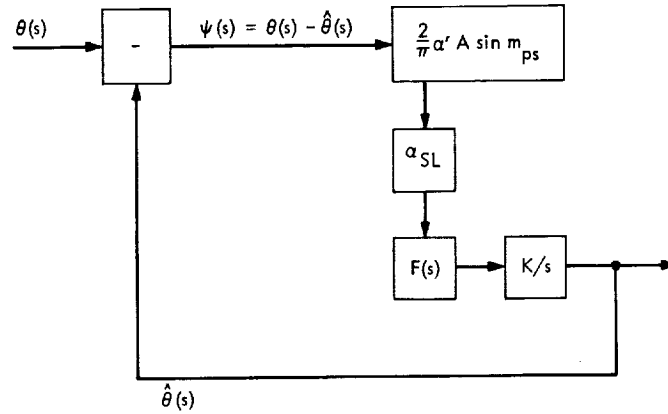 θ(s)
-
ψ(s) = θ(s) - θ̂(s)
2/π α' A sin m_ps
α_SL
F(s)
K/s
θ̂(s)